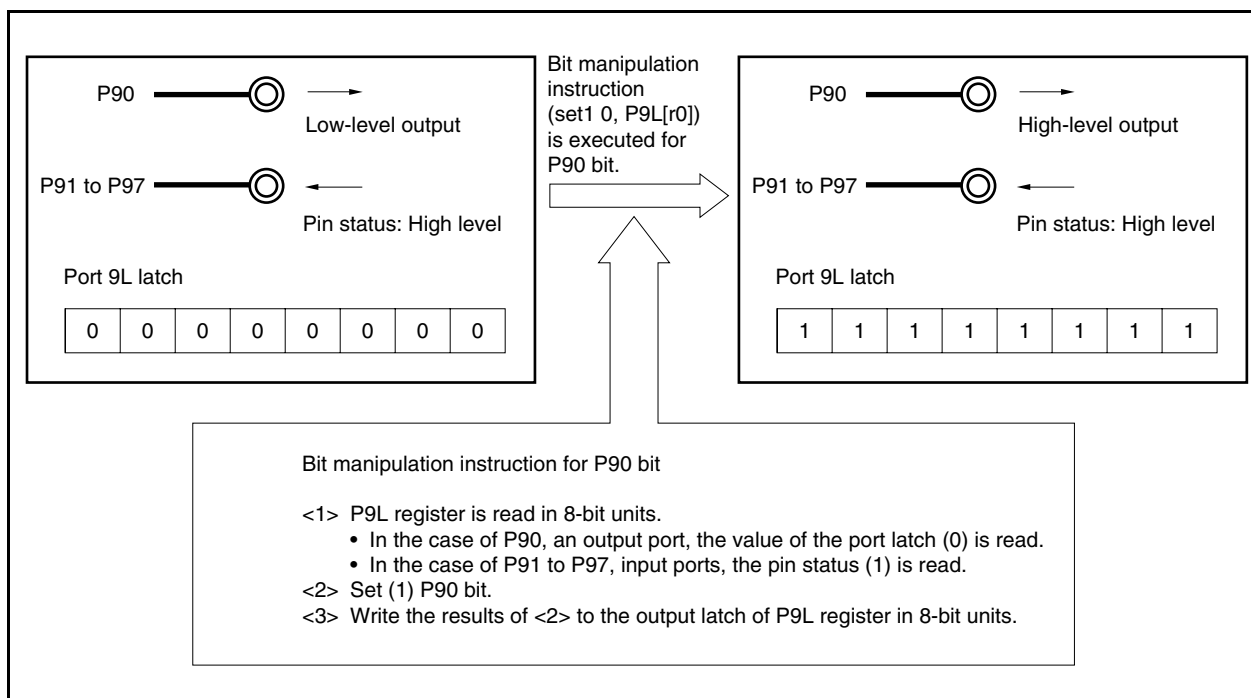 P90
Low-level output
P91 to P97
Pin status: High level
Port 9L latch
0 0 0 0 0 0 0 0
Bit manipulation
instruction
(set1 0, P9L[r0])
is executed for
P90 bit.
P90
High-level output
P91 to P97
Pin status: High level
Port 9L latch
1 1 1 1 1 1 1 1
Bit manipulation instruction for P90 bit
<1> P9L register is read in 8-bit units.
• In the case of P90, an output port, the value of the port latch (0) is read.
• In the case of P91 to P97, input ports, the pin status (1) is read.
<2> Set (1) P90 bit.
<3> Write the results of <2> to the output latch of P9L register in 8-bit units.